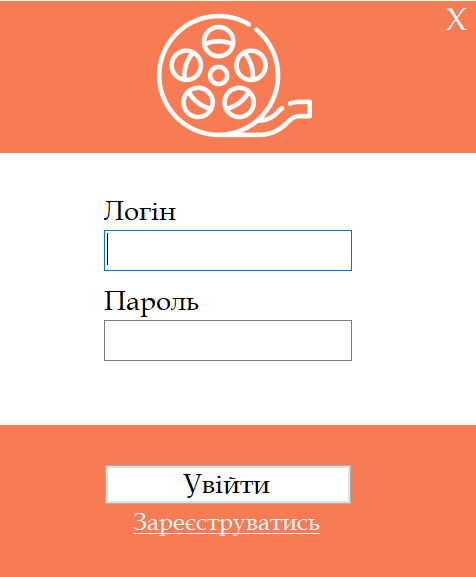 X
Логін
Пароль
Увійти
Зареєструватись